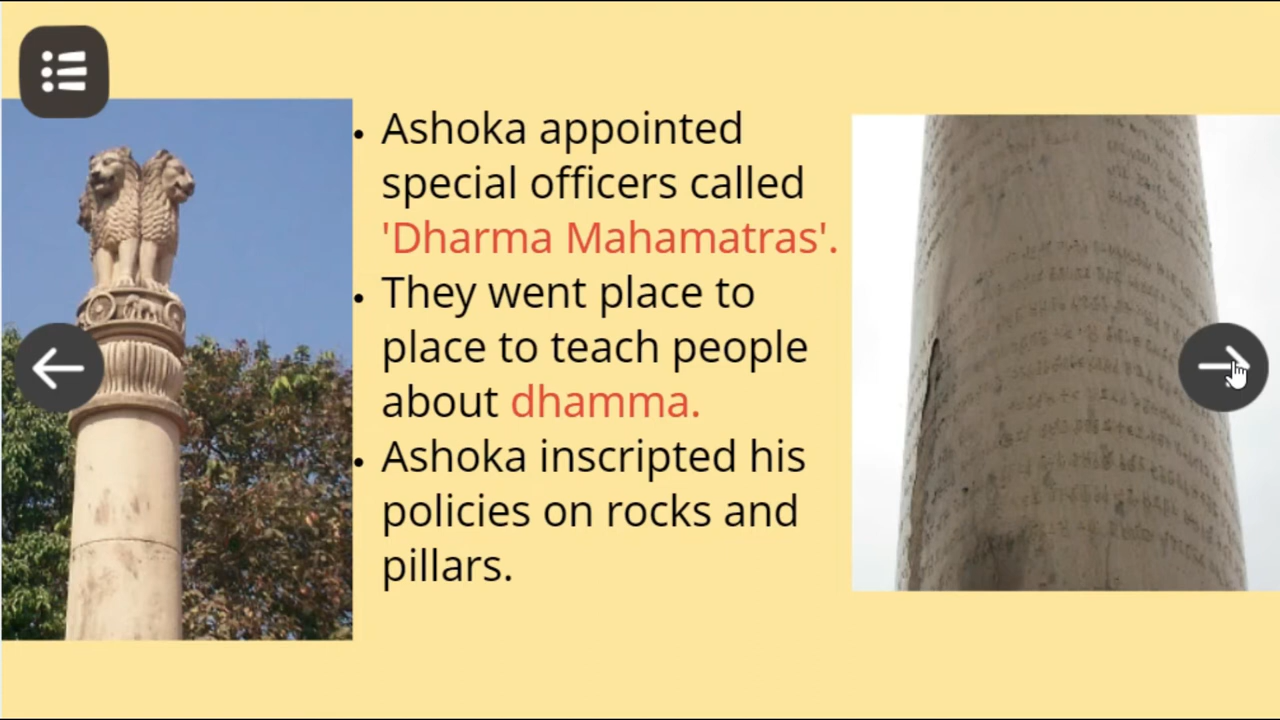 • Ashoka appointed
special officers called
'Dharma Mahamatras'.
• They went place to
place to teach people
about dhamma.
• Ashoka inscripted his
policies on rocks and
pillars.